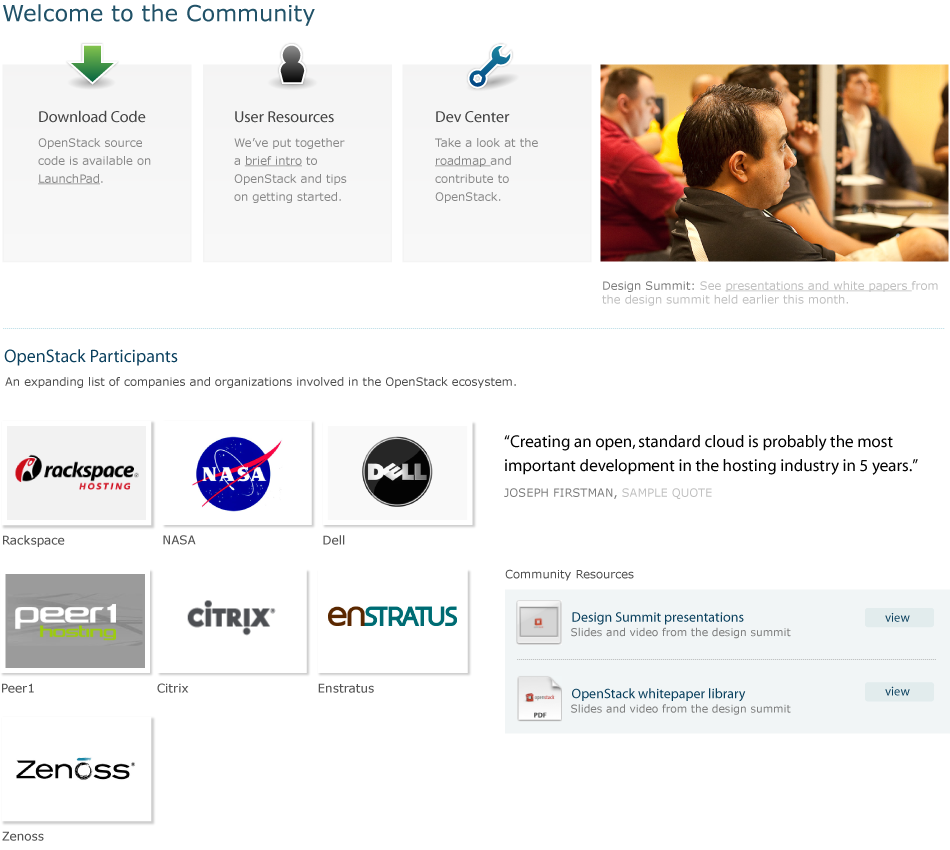 Welcome to the Community
Download Code
OpenStack source
code is available on
LaunchPad.
User Resources
We’ve put together
a brief intro to
OpenStack and tips
on getting started.
Dev Center
Take a look at the
roadmap and
contribute to
OpenStack.
Design Summit: See presentations and white papers from
the design summit held earlier this month.
OpenStack Participants
An expanding list of companies and organizations involved in the OpenStack ecosystem.
rackspace®
HOSTING
Rackspace
NASA
NASA
DELL
Dell
“Creating an open, standard cloud is probably the most
important development in the hosting industry in 5 years.”
JOSEPH FIRSTMAN, SAMPLE QUOTE
peer1
hosting
Peer1
CITRIX®
Citrix
ENSTRATUS
Enstratus
Zenoss®
Zenoss
Community Resources
Design Summit presentations
Slides and video from the design summit
view
openstack
PDF
OpenStack whitepaper library
Slides and video from the design summit
view